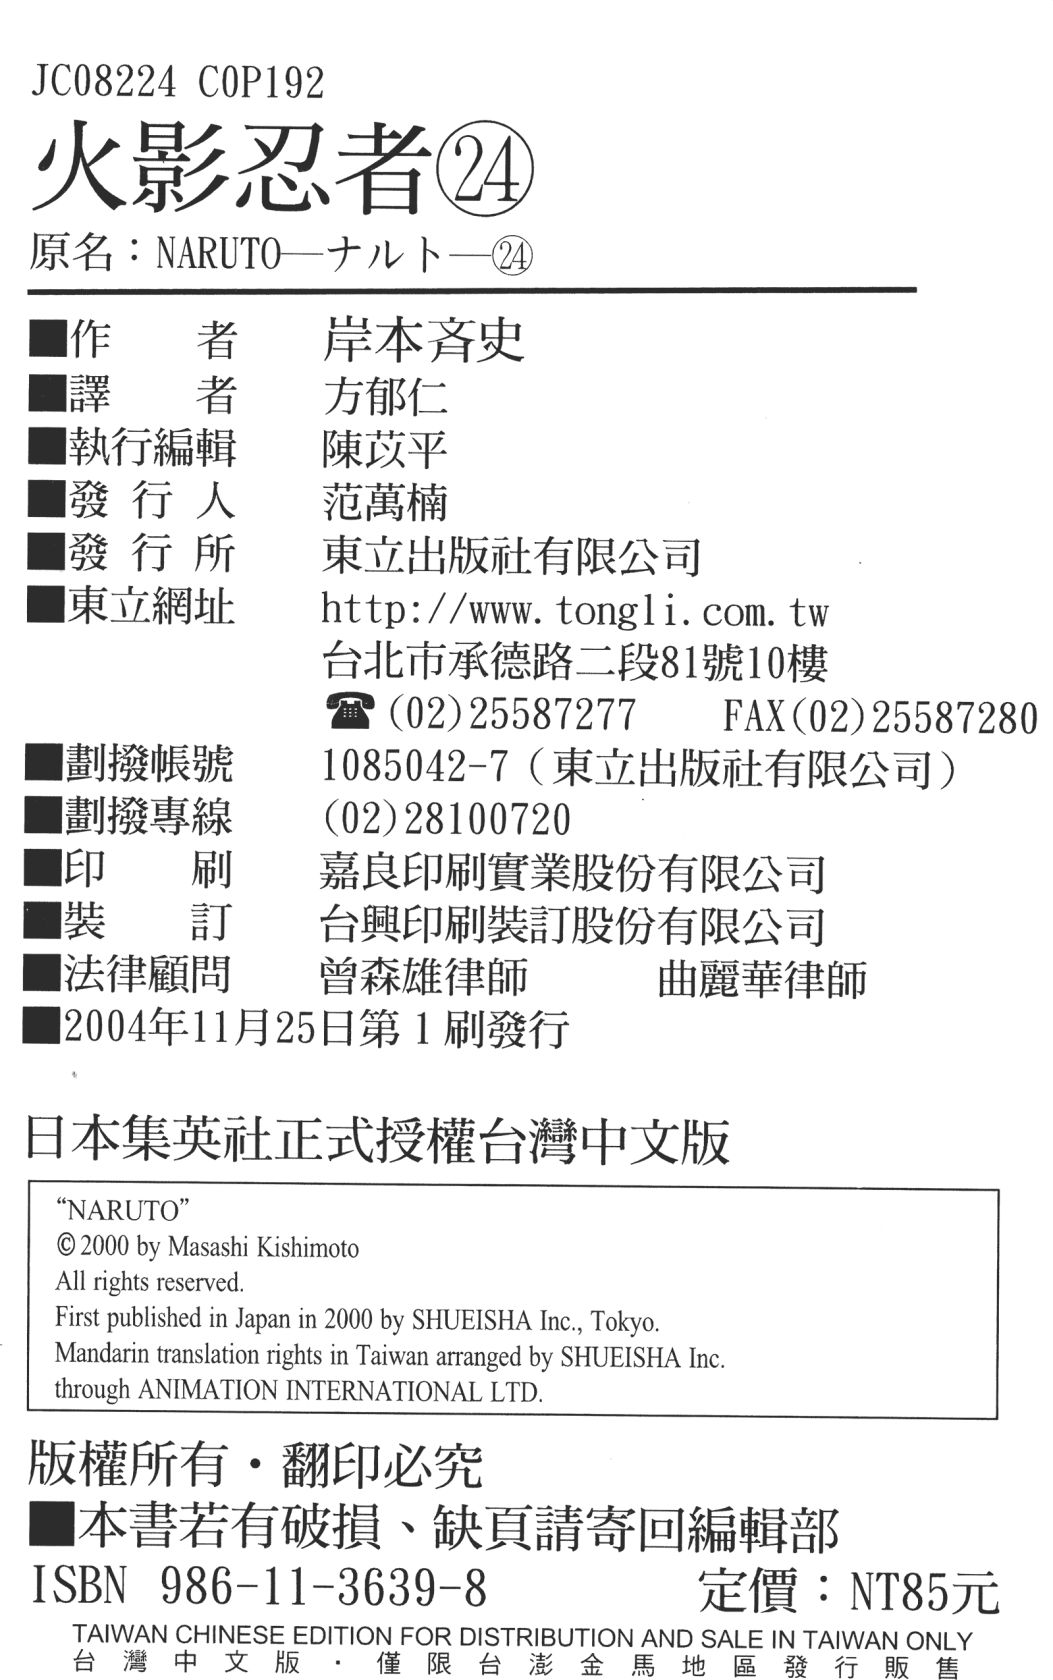 JC08224 COP192
火影忍者㉔
原名：NARUTO—ナルト—㉔
■作　　者　岸本斉史
■譯　　者　方郁仁
■執行編輯　陳苡平
■發 行 人　范萬楠
■發 行 所　東立出版社有限公司
■東立網址　http://www.tongli.com.tw
台北市承德路二段81號10樓
☎(02)25587277　FAX(02)25587280
■劃撥帳號　1085042-7（東立出版社有限公司）
■劃撥專線　(02)28100720
■印　　刷　嘉良印刷實業股份有限公司
■裝　　訂　台興印刷裝訂股份有限公司
■法律顧問　曾森雄律師　曲麗華律師
■2004年11月25日第1刷發行
日本集英社正式授權台灣中文版
“NARUTO”
© 2000 by Masashi Kishimoto
All rights reserved.
First published in Japan in 2000 by SHUEISHA Inc., Tokyo.
Mandarin translation rights in Taiwan arranged by SHUEISHA Inc.
through ANIMATION INTERNATIONAL LTD.
版權所有・翻印必究
■本書若有破損、缺頁請寄回編輯部
ISBN 986-11-3639-8　定價：NT85元
TAIWAN CHINESE EDITION FOR DISTRIBUTION AND SALE IN TAIWAN ONLY
台灣中文版・僅限台澎金馬地區發行販售